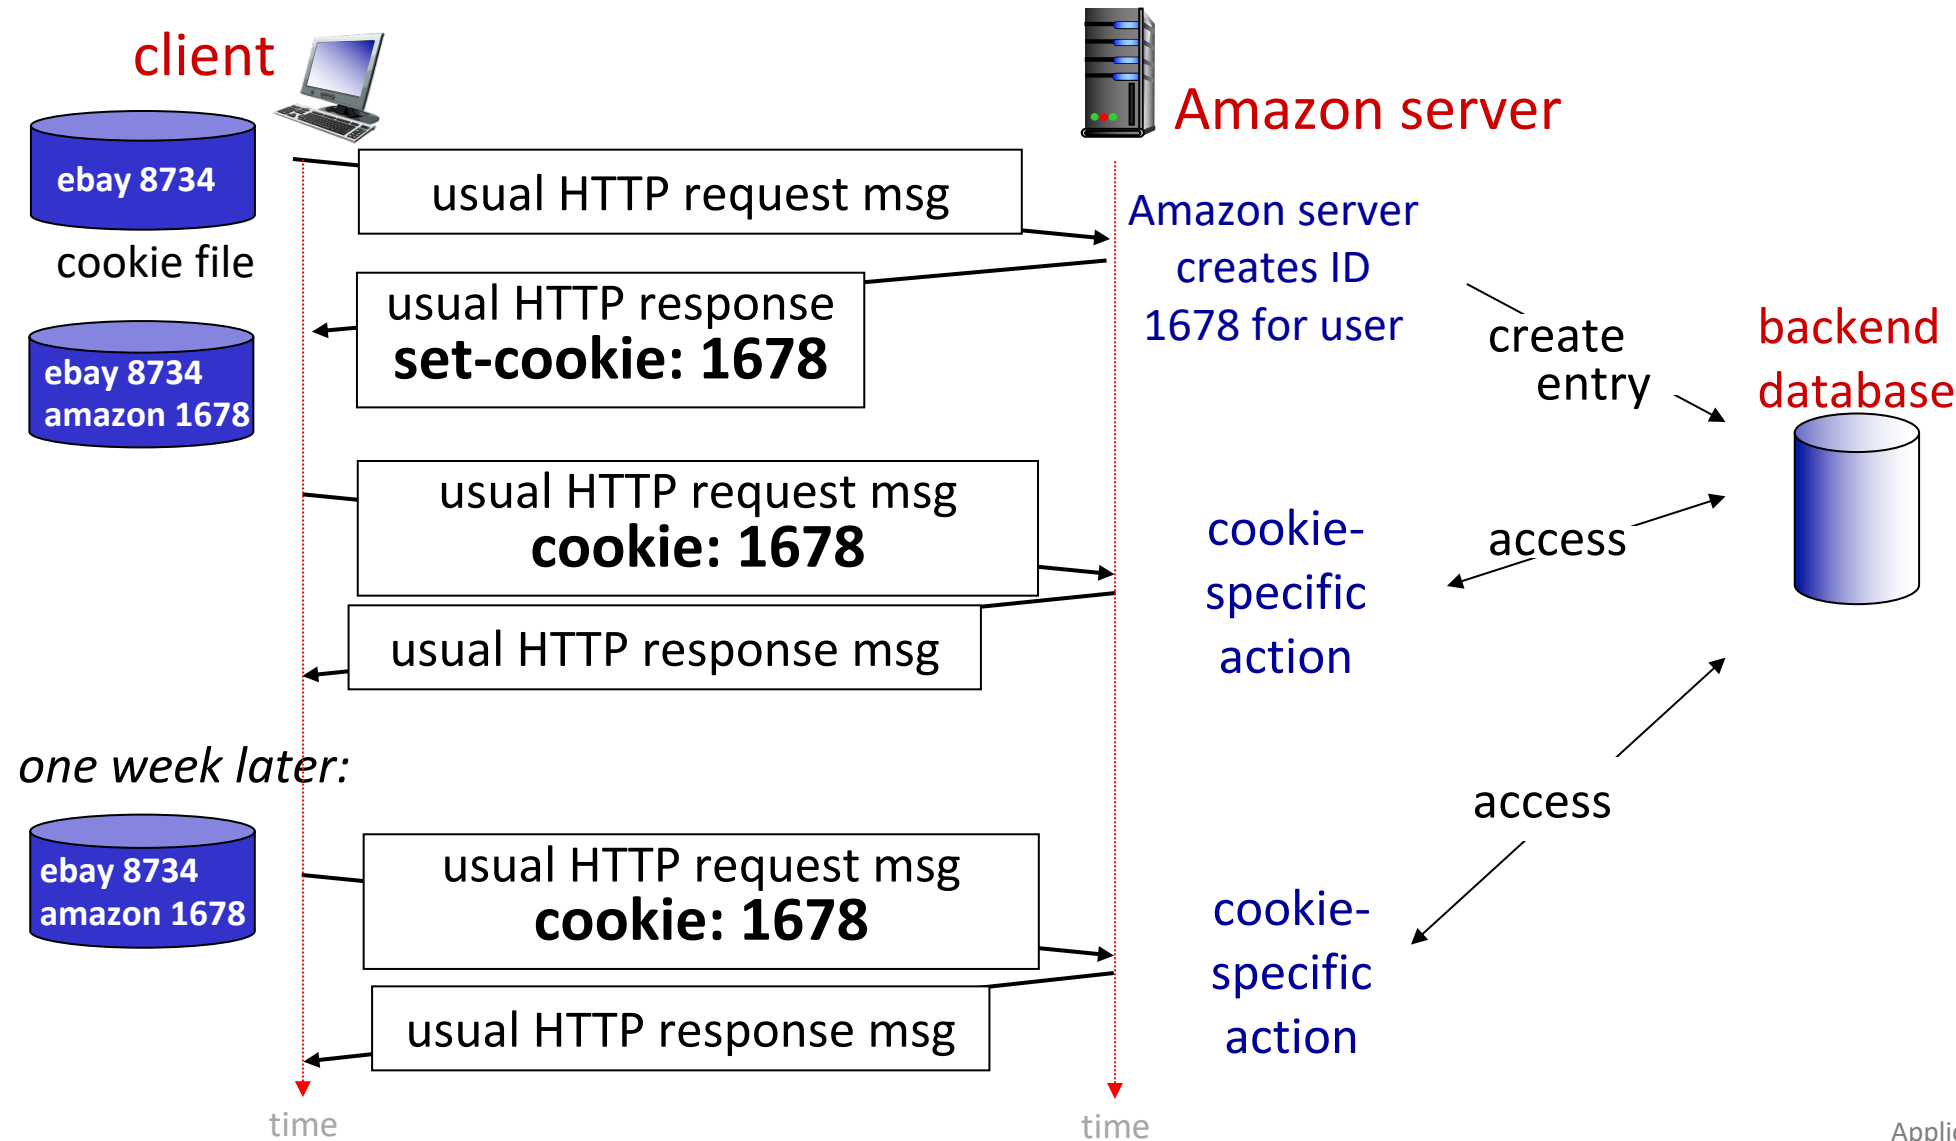 client
Amazon server
ebay 8734
cookie file
usual HTTP request msg
Amazon server
creates ID
1678 for user
usual HTTP response
set-cookie: 1678
ebay 8734
amazon 1678
create
entry
backend
database
usual HTTP request msg
cookie: 1678
cookie-
specific
action
access
usual HTTP response msg
one week later:
access
ebay 8734
amazon 1678
usual HTTP request msg
cookie: 1678
cookie-
specific
action
usual HTTP response msg
time
time